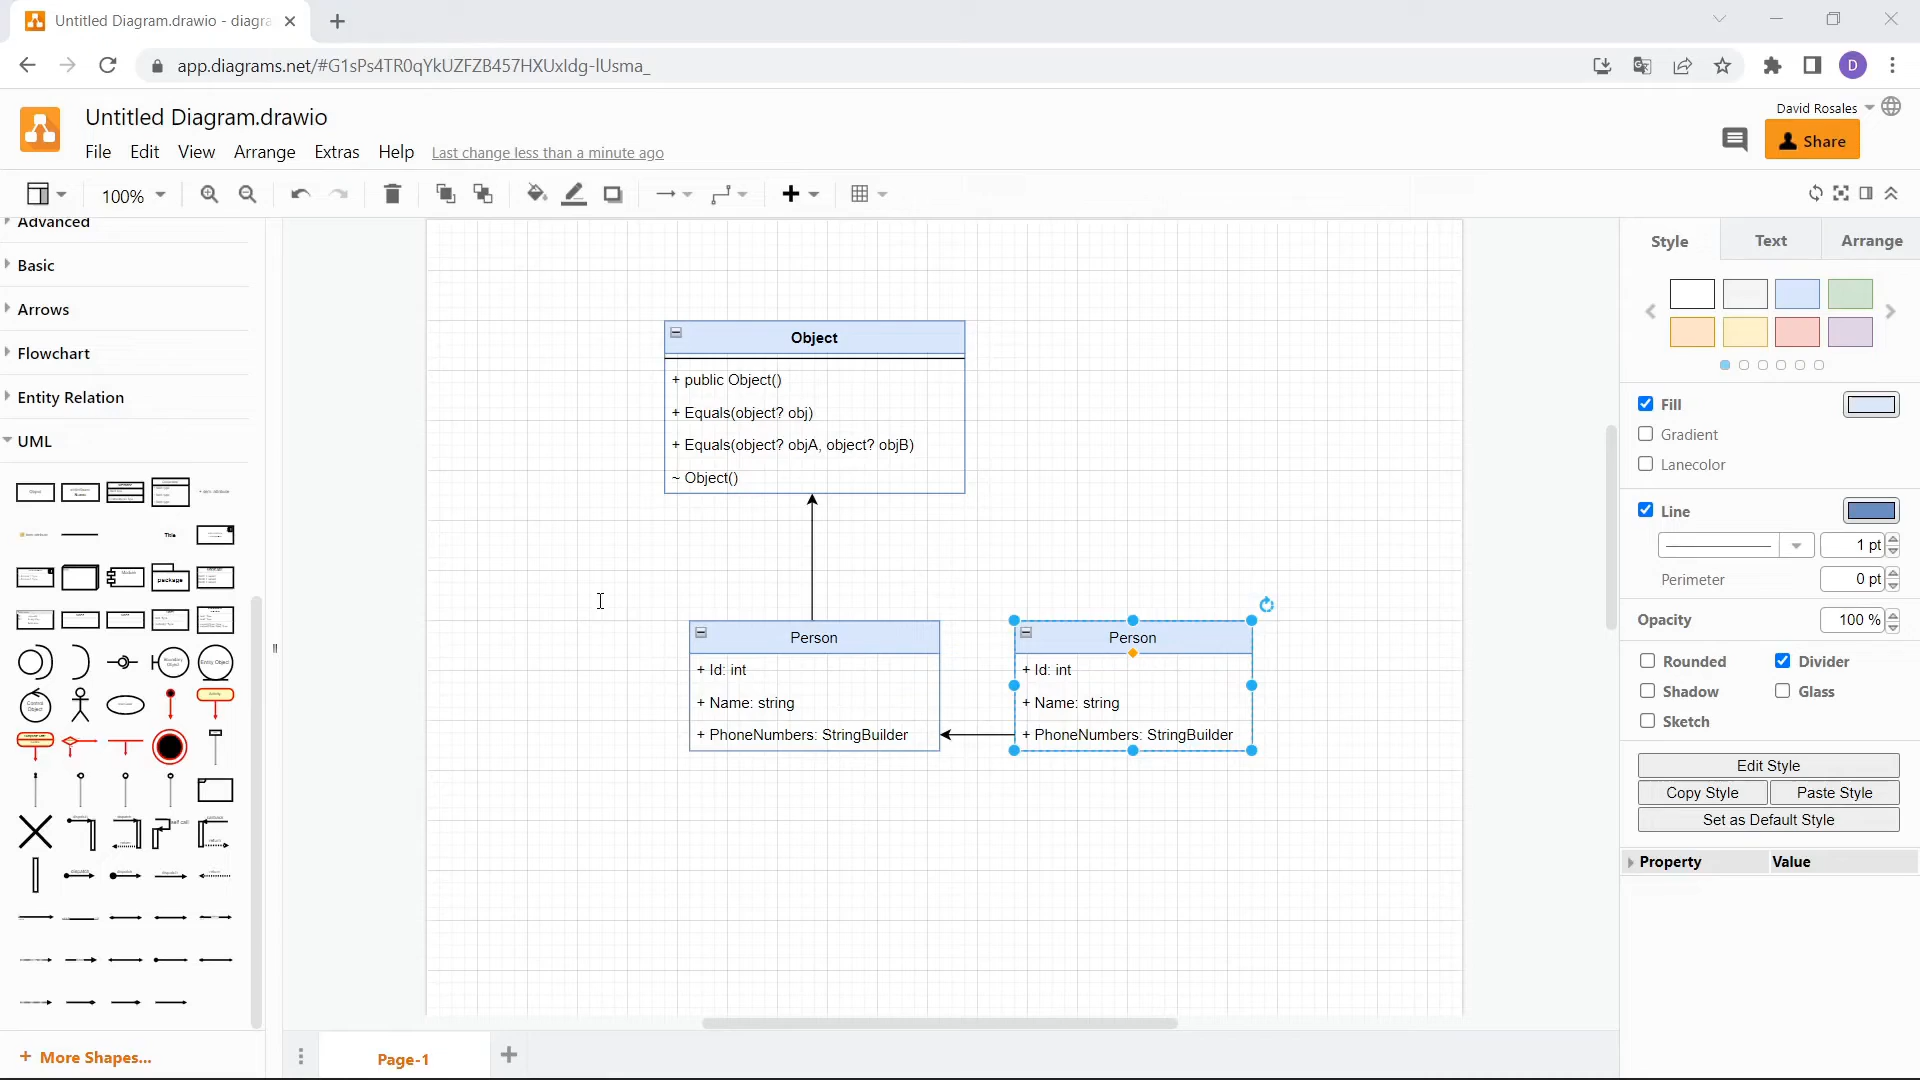 Untitled Diagram.drawio - diagra
app.diagrams.net/#G1sPs4TR0qYkUZFZB457HXUxIdg-lUsma_
D
Untitled Diagram.drawio
David Rosales
File Edit View Arrange Extras Help Last change less than a minute ago
Share
100%
Advanced
Basic
Arrows
Flowchart
Entity Relation
UML
Object
Title
package
More Shapes...
Object
+ public Object()
+ Equals(object? obj)
+ Equals(object? objA, object? objB)
~ Object()
Person
+ Id: int
+ Name: string
+ PhoneNumbers: StringBuilder
Person
+ Id: int
+ Name: string
+ PhoneNumbers: StringBuilder
Page-1
Style Text Arrange
Fill
Gradient
Lanecolor
Line
1 pt
Perimeter 0 pt
Opacity 100 %
Rounded Divider
Shadow Glass
Sketch
Edit Style
Copy Style Paste Style
Set as Default Style
Property Value